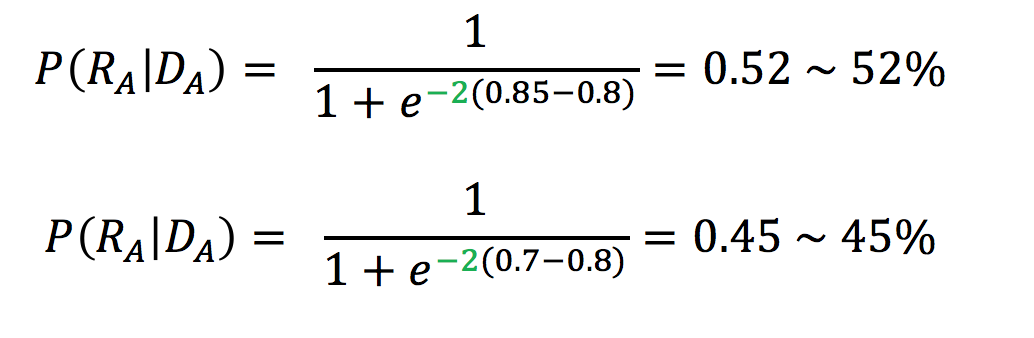 P(R_A|D_A) = 1 / (1 + e^{−2(0.85−0.8)}) = 0.52 ~ 52%
P(R_A|D_A) = 1 / (1 + e^{−2(0.7−0.8)}) = 0.45 ~ 45%